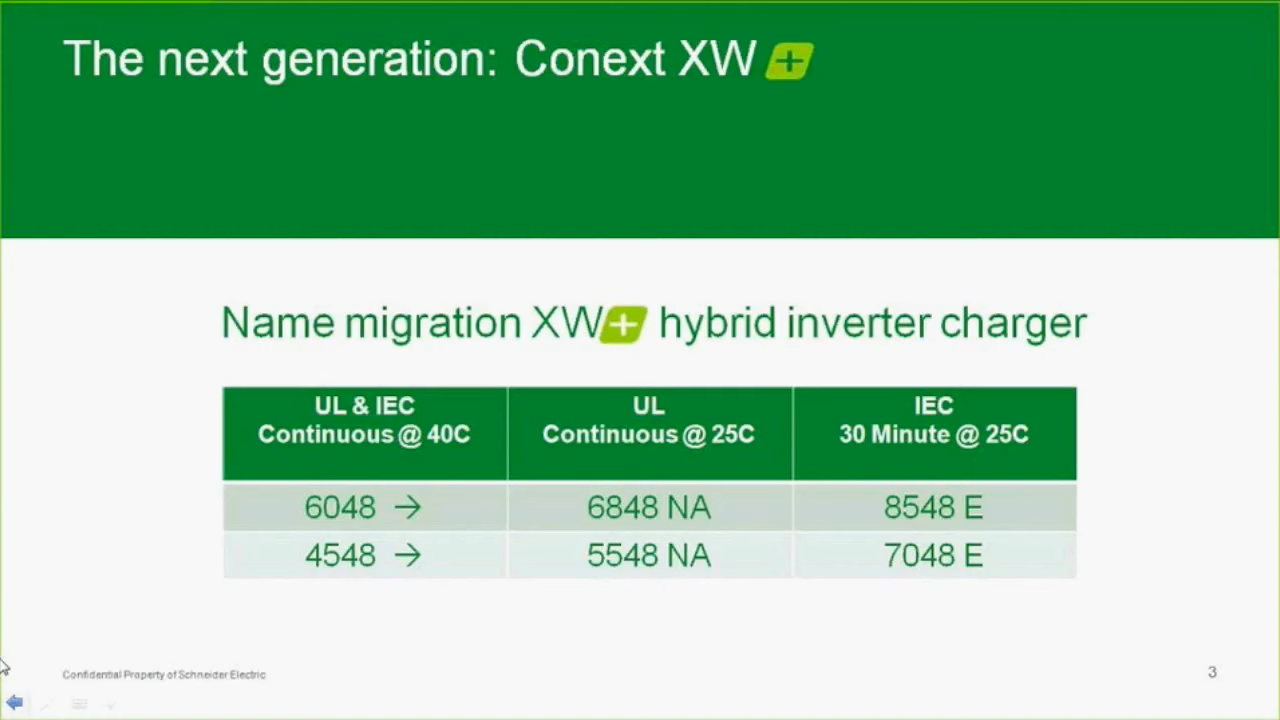 The next generation: Conext XW +
Name migration XW+ hybrid inverter charger
UL & IEC
Continuous @ 40C
UL
Continuous @ 25C
IEC
30 Minute @ 25C
6048 → 6848 NA 8548 E
4548 → 5548 NA 7048 E
Confidential Property of Schneider Electric
3